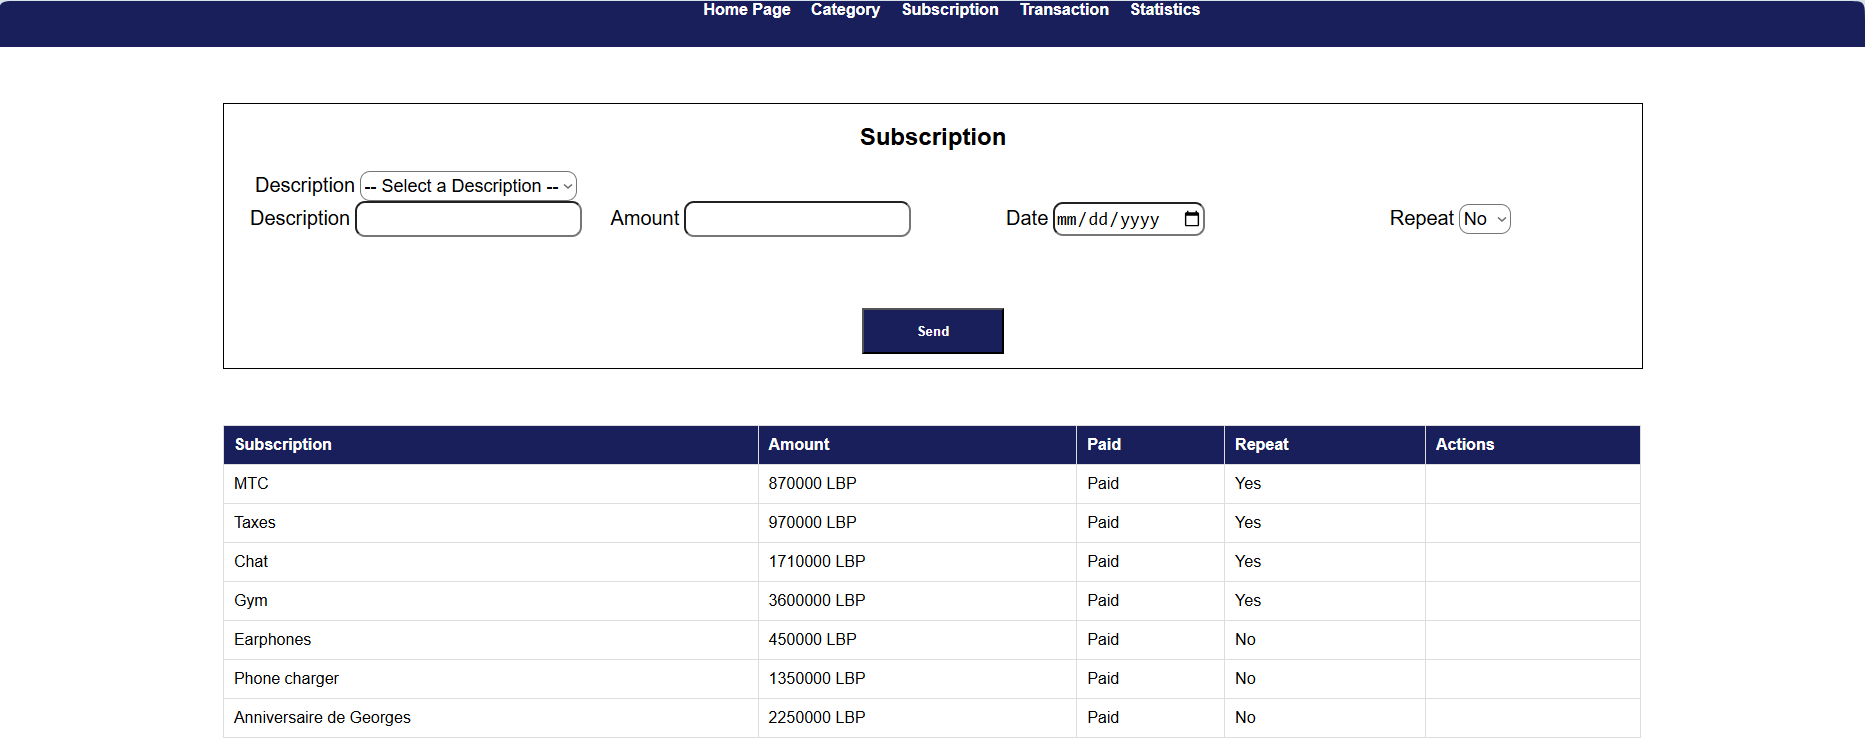 Home Page Category Subscription Transaction Statistics
Subscription
Description -- Select a Description --
Description Amount Date mm/dd/yyyy Repeat No
Send
Subscription Amount Paid Repeat Actions
MTC 870000 LBP Paid Yes
Taxes 970000 LBP Paid Yes
Chat 1710000 LBP Paid Yes
Gym 3600000 LBP Paid Yes
Earphones 450000 LBP Paid No
Phone charger 1350000 LBP Paid No
Anniversaire de Georges 2250000 LBP Paid No